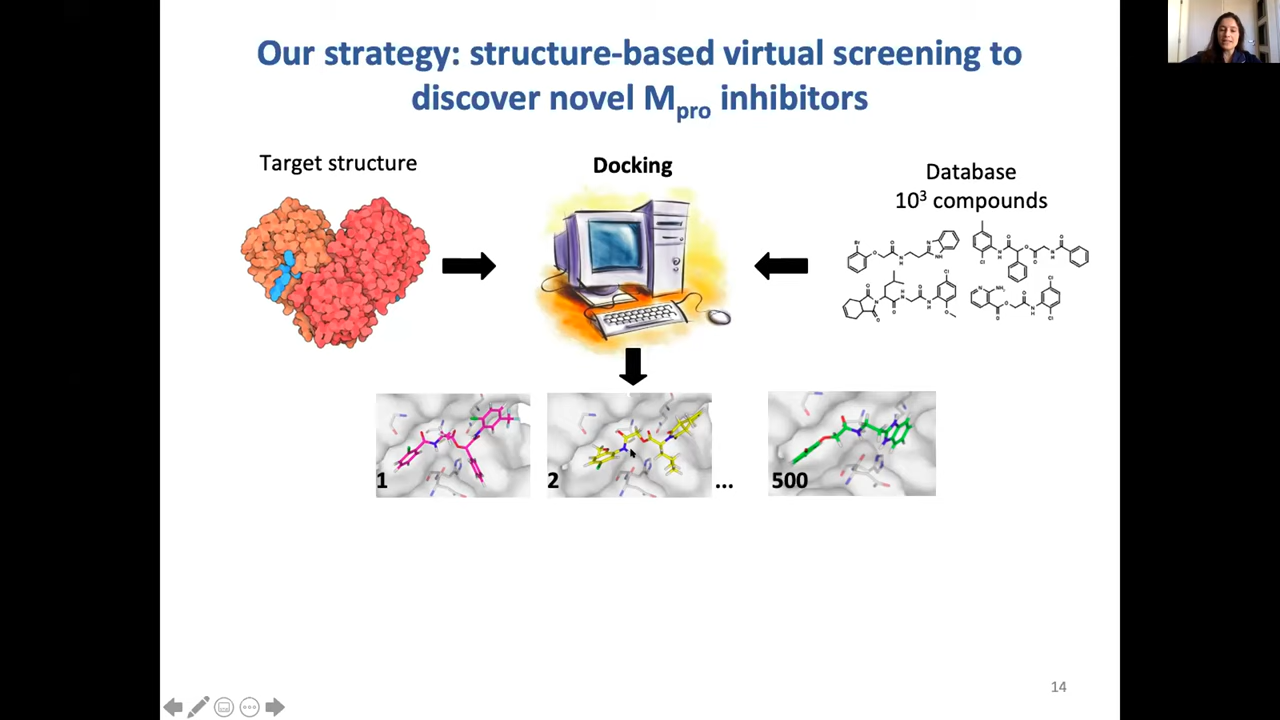 Our strategy: structure-based virtual screening to
discover novel Mpro inhibitors
Target structure
Docking
Database
10³ compounds
1
2
...
500
14